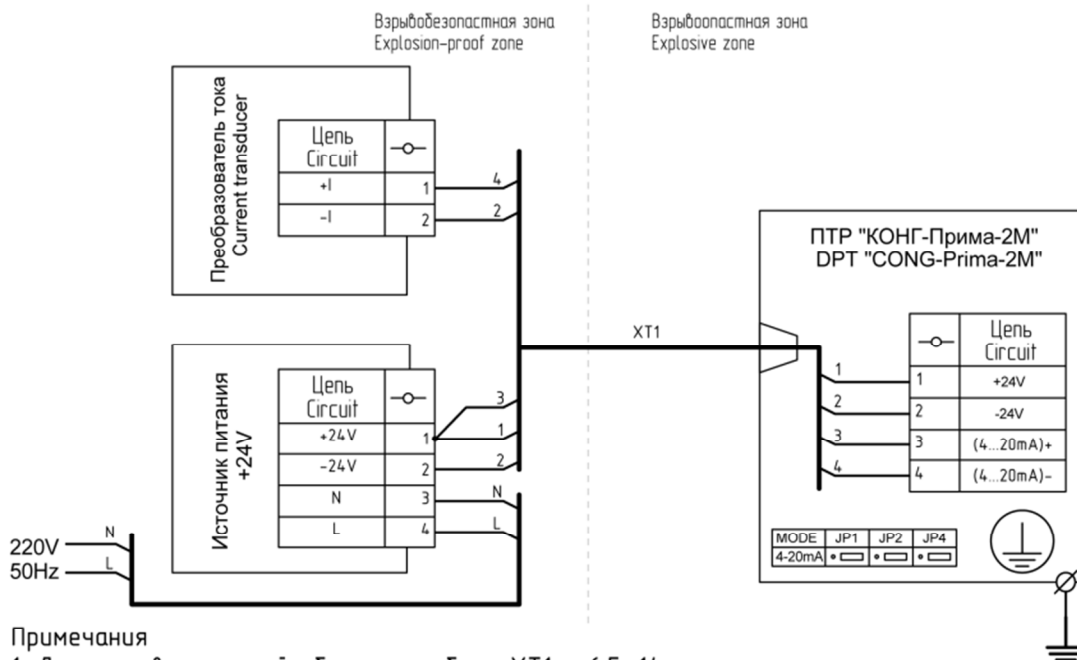 Взрывобезопастная зона
Explosion-proof zone
Взрывоопастная зона
Explosive zone
Преобразователь тока
Current transducer
Цепь
Circuit
+I
1
4
-I
2
2
ПТР "КОНГ-Прима-2М"
DPT "CONG-Prima-2M"
XT1
Источник питания
+24V
Цепь
Circuit
+24V
1
3
1
-24V
2
2
N
3
N
L
4
L
Цепь
Circuit
1
1
+24V
2
2
-24V
3
3
(4...20mA)+
4
4
(4...20mA)-
MODE
JP1
JP2
JP4
4-20mA
220V
N
50Hz
L
Примечания